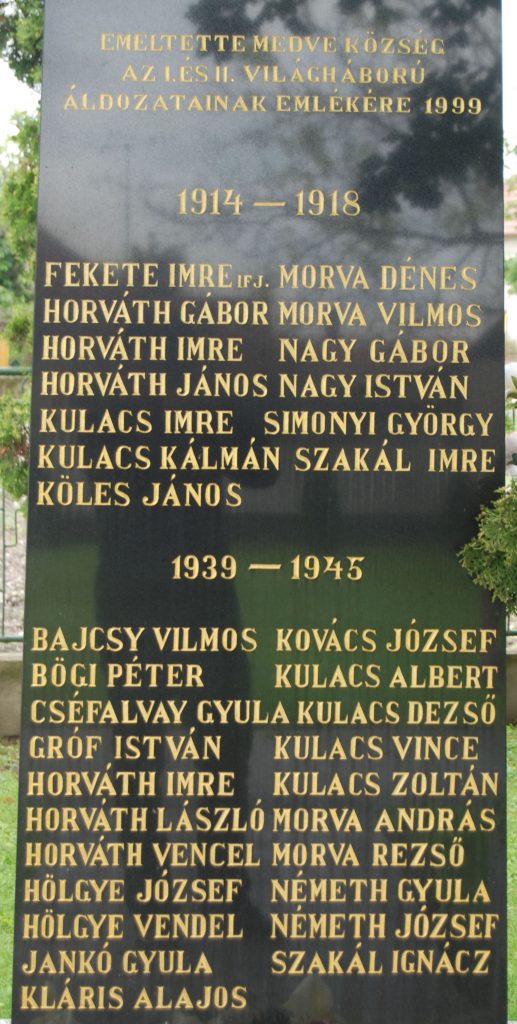 EMELTETTE MEDVE KÖZSÉG
AZ I. ÉS II. VILÁGHÁBORÚ
ÁLDOZATAINAK EMLÉKÉRE 1999
1914 — 1918
FEKETE IMRE IFJ. MORVA DÉNES
HORVÁTH GÁBOR MORVA VILMOS
HORVÁTH IMRE NAGY GÁBOR
HORVÁTH JÁNOS NAGY ISTVÁN
KULACS IMRE SIMONYI GYÖRGY
KULACS KÁLMÁN SZAKÁL IMRE
KÖLES JÁNOS
1939 — 1945
BAJCSY VILMOS KOVÁCS JÓZSEF
BÖGI PÉTER KULACS ALBERT
CSÉFALVAY GYULA KULACS DEZSŐ
GRÓF ISTVÁN KULACS VINCE
HORVÁTH IMRE KULACS ZOLTÁN
HORVÁTH LÁSZLÓ MORVA ANDRÁS
HORVÁTH VENCEL MORVA REZSŐ
HÖLGYE JÓZSEF NÉMETH GYULA
HÖLGYE VENDEL NÉMETH JÓZSEF
JANKÓ GYULA SZAKÁL IGNÁCZ
KLÁRIS ALAJOS